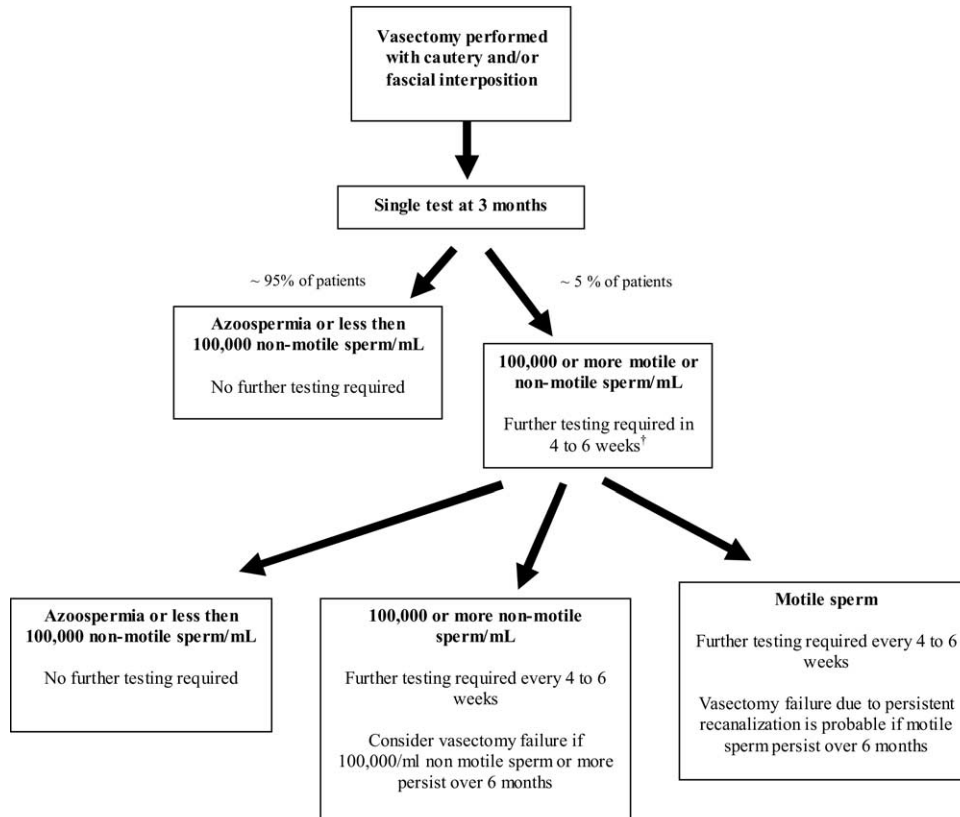 Vasectomy performed
with cautery and/or
fascial interposition
Single test at 3 months
~ 95% of patients
~ 5 % of patients
Azoospermia or less then
100,000 non-motile sperm/mL
No further testing required
100,000 or more motile or
non-motile sperm/mL
Further testing required in
4 to 6 weeks†
Azoospermia or less then
100,000 non-motile sperm/mL
No further testing required
100,000 or more non-motile
sperm/mL
Further testing required every 4 to 6
weeks
Consider vasectomy failure if
100,000/ml non motile sperm or more
persist over 6 months
Motile sperm
Further testing required every 4 to 6
weeks
Vasectomy failure due to persistent
recanalization is probable if motile
sperm persist over 6 months